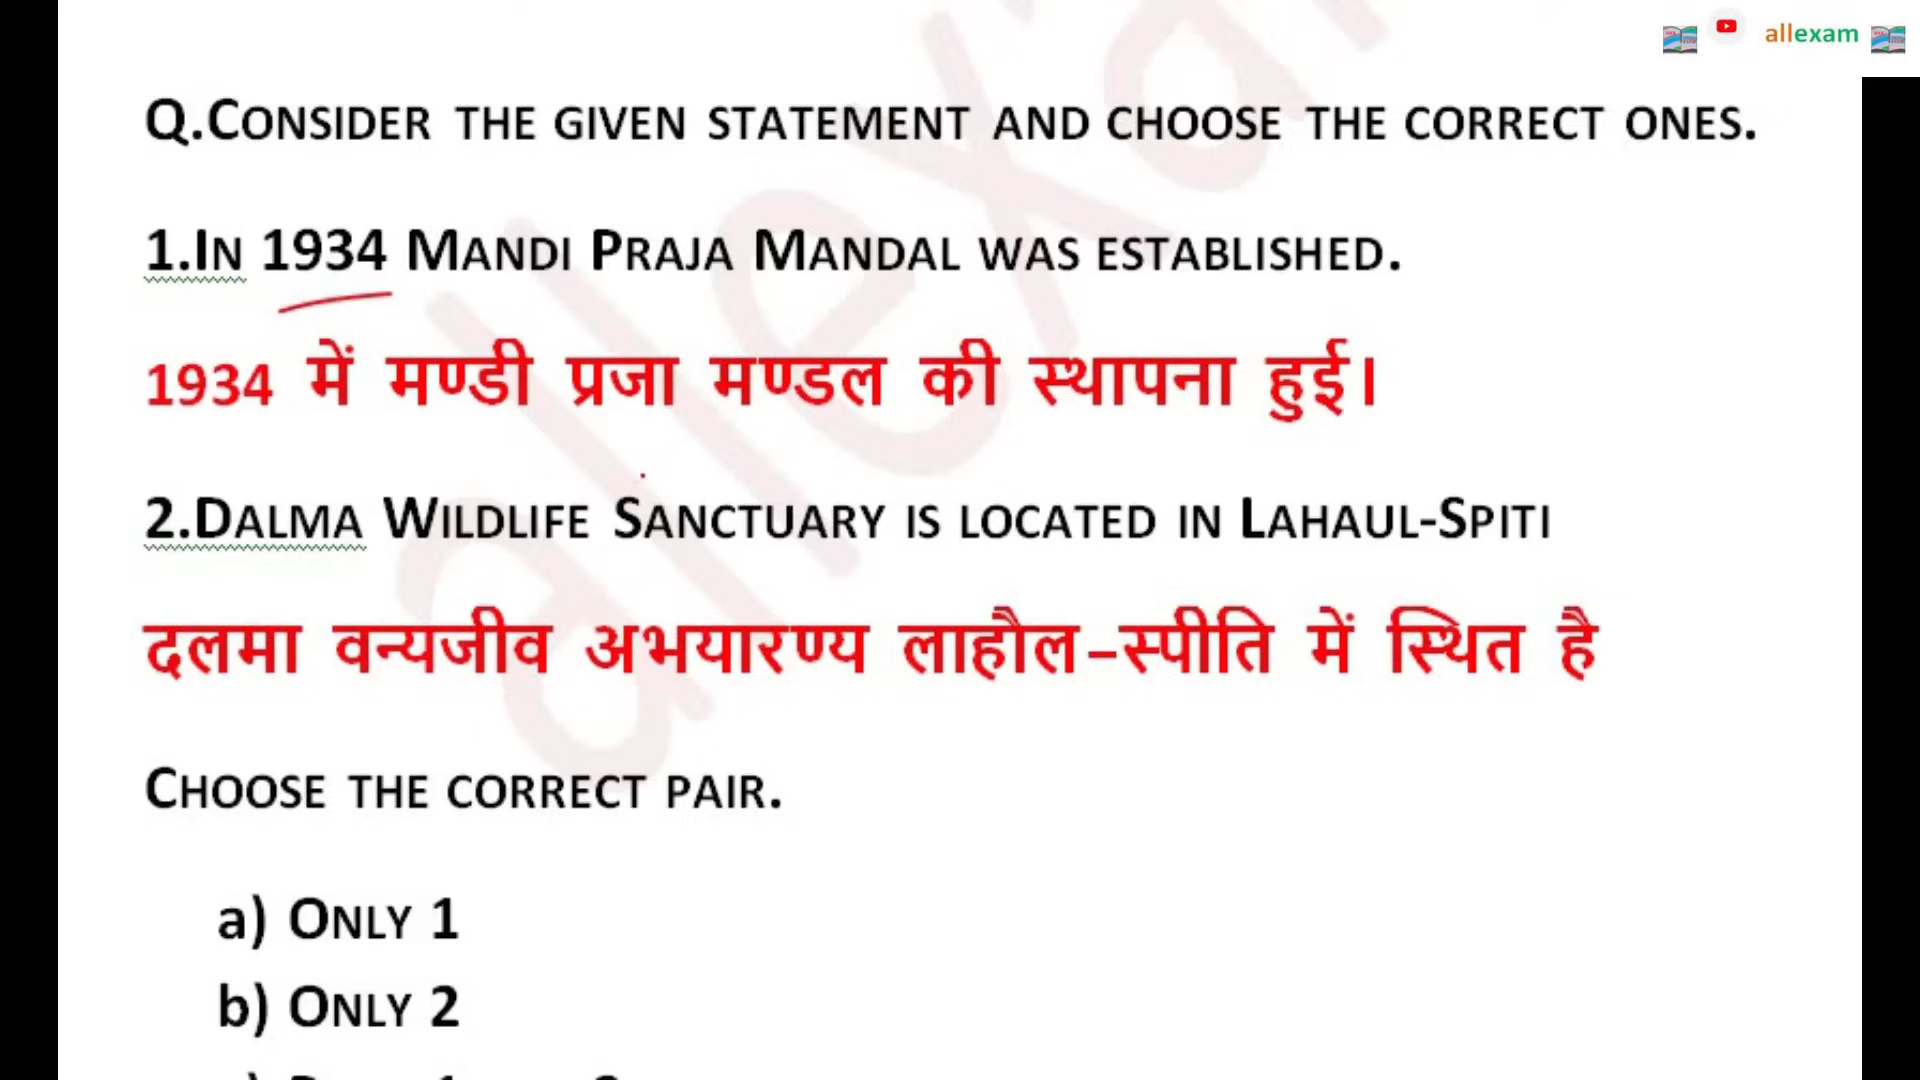 allexam
Q.Consider the given statement and choose the correct ones.
1.In 1934 Mandi Praja Mandal was established.
1934 में मण्डी प्रजा मण्डल की स्थापना हुई।
2.Dalma Wildlife Sanctuary is located in Lahaul-Spiti
दलमा वन्यजीव अभयारण्य लाहौल–स्पीति में स्थित है
Choose the correct pair.
a) Only 1
b) Only 2